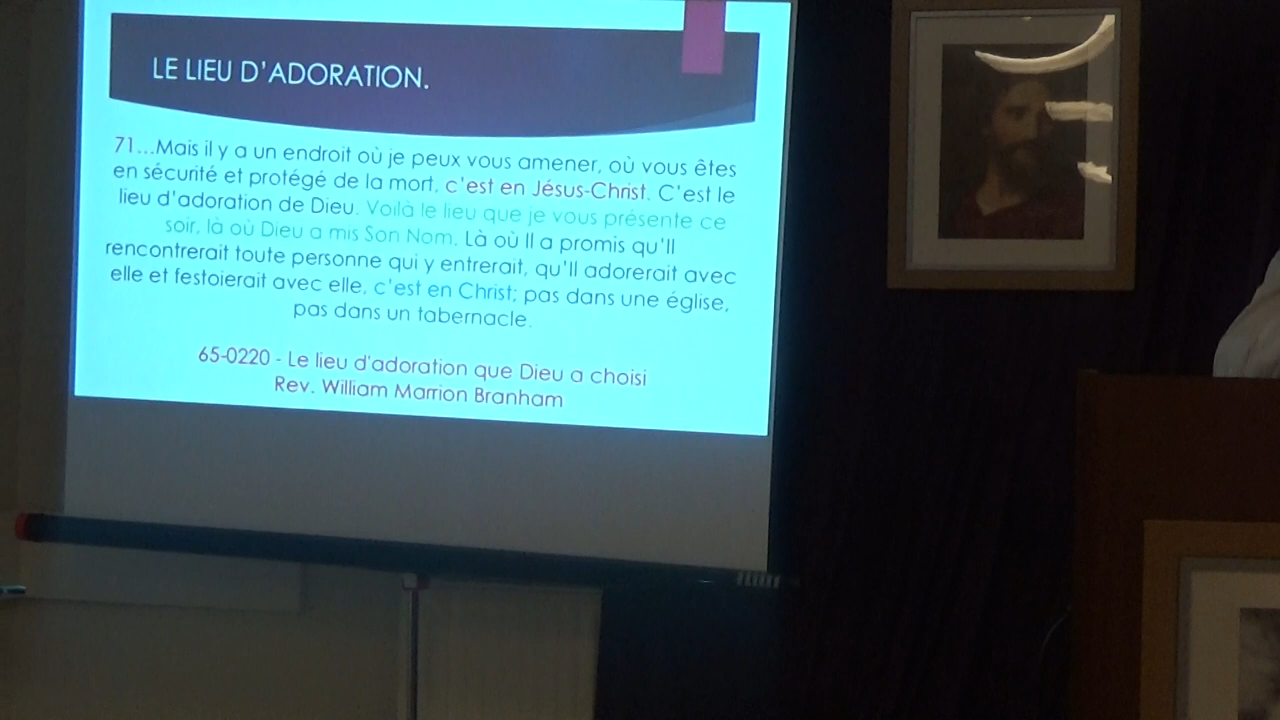 LE LIEU D'ADORATION.
71...Mais il y a un endroit où je peux vous amener, où vous êtes
en sécurité et protégé de la mort, c'est en Jésus-Christ. C'est le
lieu d'adoration de Dieu. Voilà le lieu que je vous présente ce
soir, là où Dieu a mis Son Nom. Là où Il a promis qu'Il
rencontrerait toute personne qui y entrerait, qu'Il adorerait avec
elle et festoierait avec elle, c'est en Christ; pas dans une église,
pas dans un tabernacle.
65-0220 - Le lieu d'adoration que Dieu a choisi
Rev. William Marrion Branham